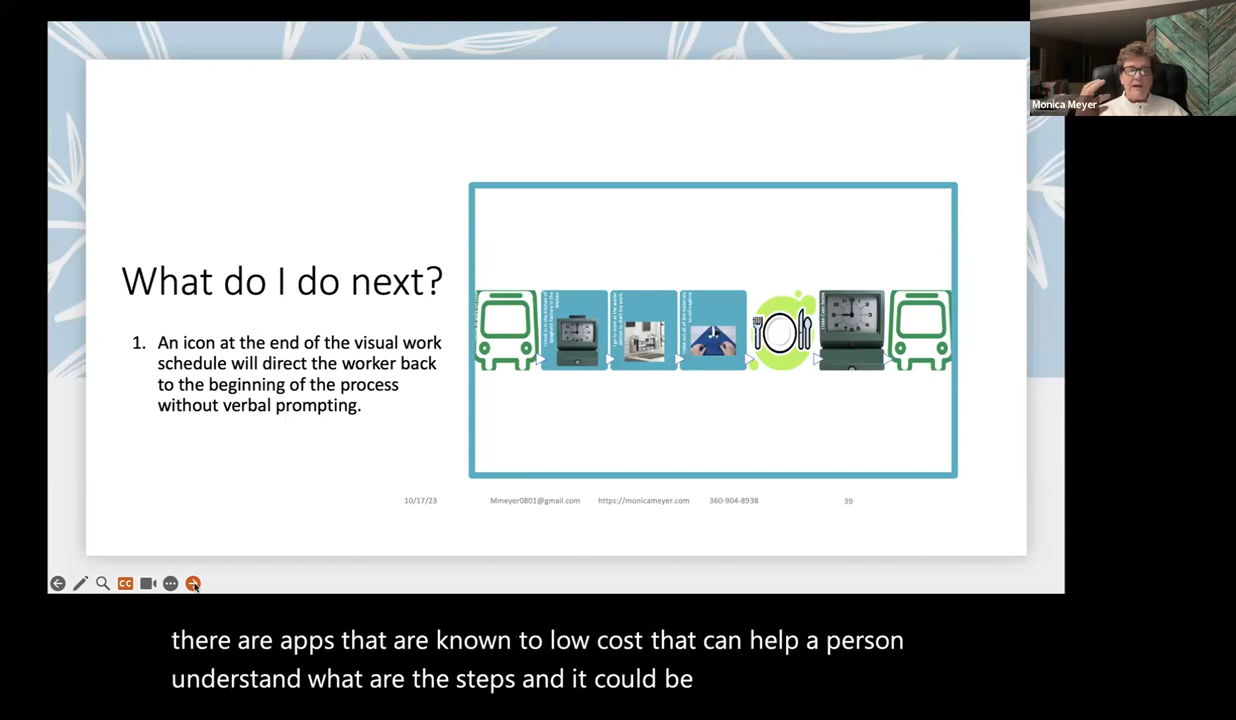 Monica Meyer
What do I do next?
1. An icon at the end of the visual work
schedule will direct the worker back
to the beginning of the process
without verbal prompting.
10/17/23
Mmeyer0801@gmail.com
https://monicameyer.com
360-904-8938
39
CC
there are apps that are known to low cost that can help a person
understand what are the steps and it could be